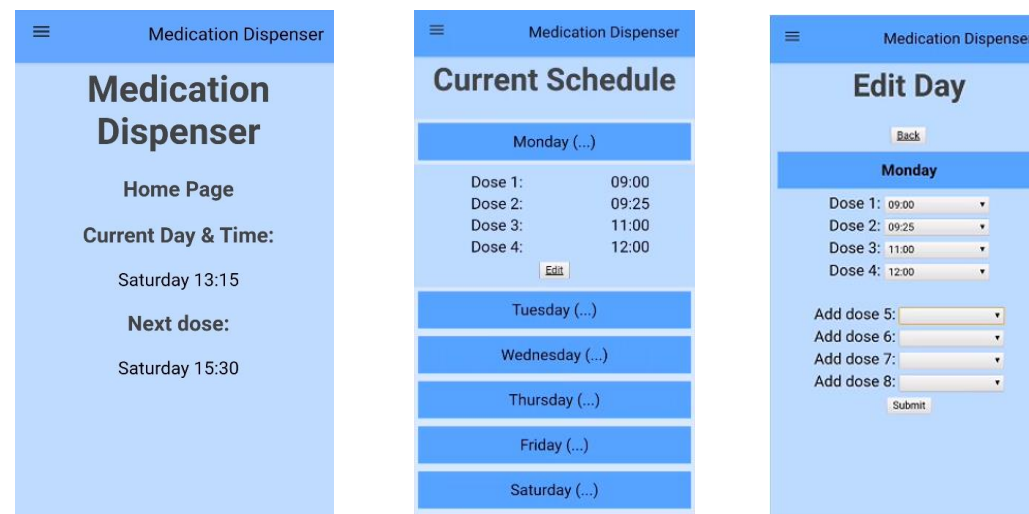 Medication Dispenser
Medication
Dispenser
Home Page
Current Day & Time:
Saturday 13:15
Next dose:
Saturday 15:30
Medication Dispenser
Current Schedule
Monday (...)
Dose 1: 09:00
Dose 2: 09:25
Dose 3: 11:00
Dose 4: 12:00
Edit
Tuesday (...)
Wednesday (...)
Thursday (...)
Friday (...)
Saturday (...)
Medication Dispense
Edit Day
Back
Monday
Dose 1: 09:00
Dose 2: 09:25
Dose 3: 11:00
Dose 4: 12:00
Add dose 5:
Add dose 6:
Add dose 7:
Add dose 8:
Submit